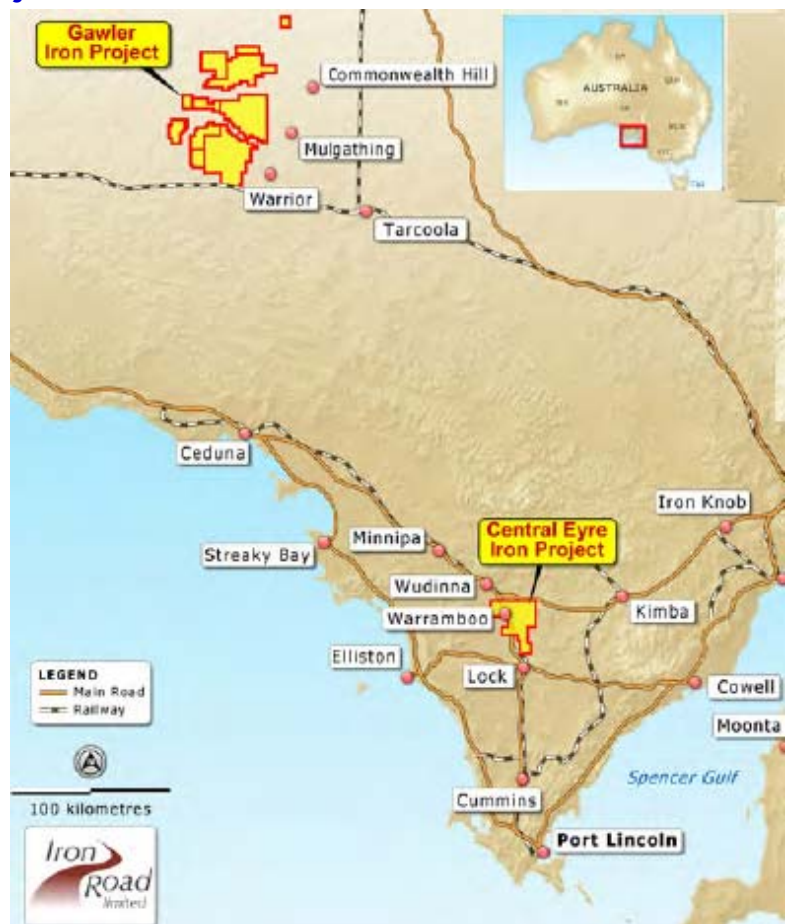 Gawler
Iron Project
Commonwealth Hill
Mulgathing
Warrior
Tarcoola
AUSTRALIA
Ceduna
Streaky Bay
Minnipa
Wudinna
Warramboo
Central Eyre
Iron Project
Iron Knob
Kimba
Elliston
Lock
Cowell
Moonta
Cummins
Spencer Gulf
Port Lincoln
LEGEND
Main Road
Railway
100 kilometres
Iron
Road
limited